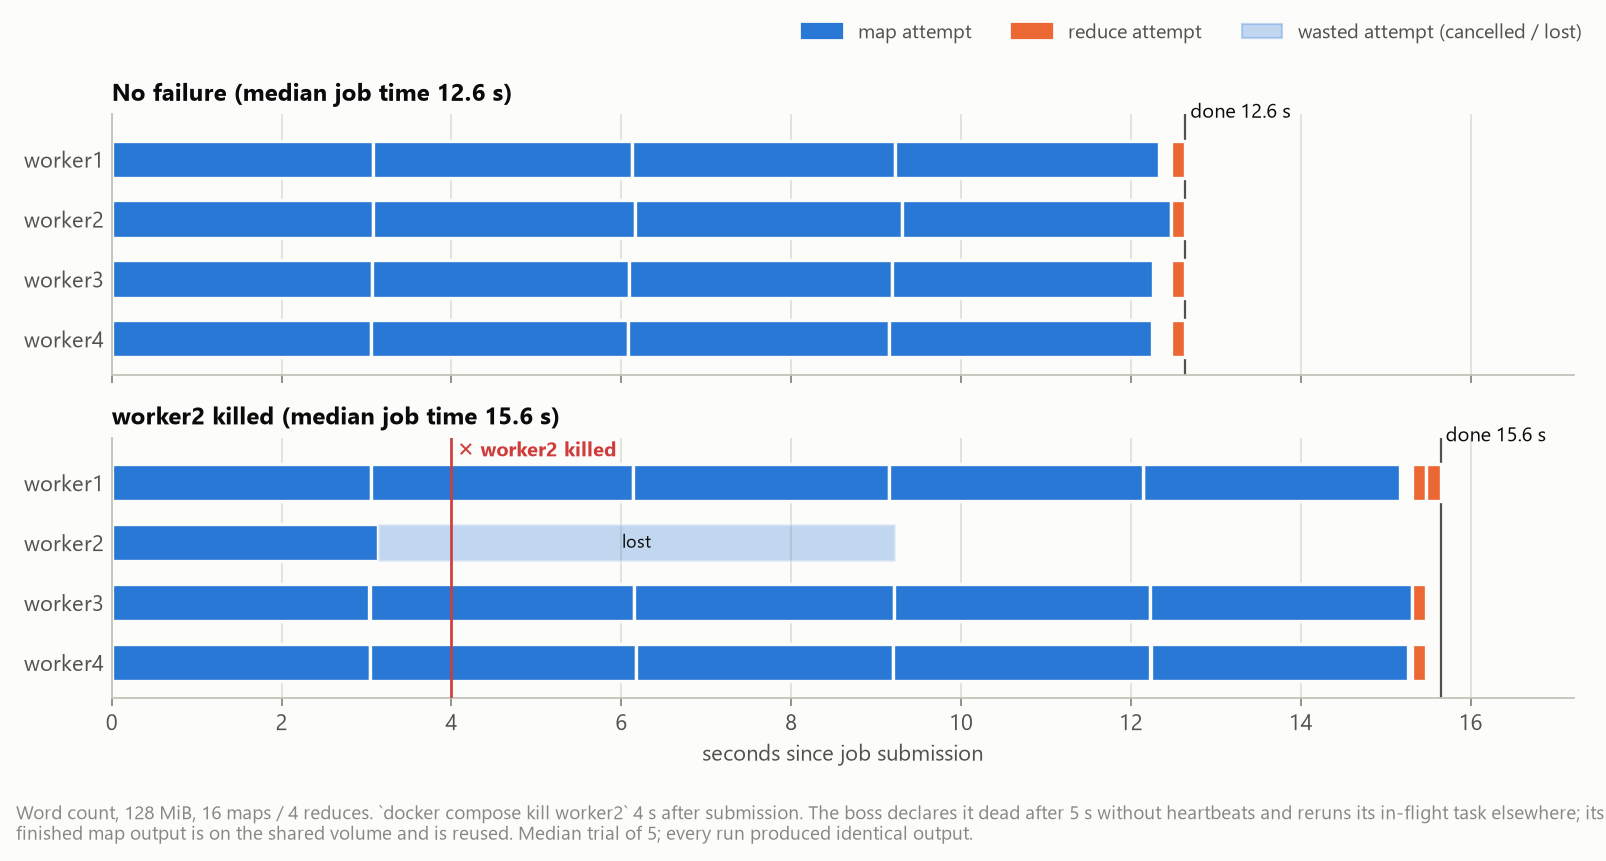 map attempt
reduce attempt
wasted attempt (cancelled / lost)
No failure (median job time 12.6 s)
done 12.6 s
worker1
worker2
worker3
worker4
worker2 killed (median job time 15.6 s)
done 15.6 s
✕ worker2 killed
worker1
worker2
lost
worker3
worker4
0 2 4 6 8 10 12 14 16
seconds since job submission
Word count, 128 MiB, 16 maps / 4 reduces. `docker compose kill worker2` 4 s after submission. The boss declares it dead after 5 s without heartbeats and reruns its in-flight task elsewhere; its
finished map output is on the shared volume and is reused. Median trial of 5; every run produced identical output.